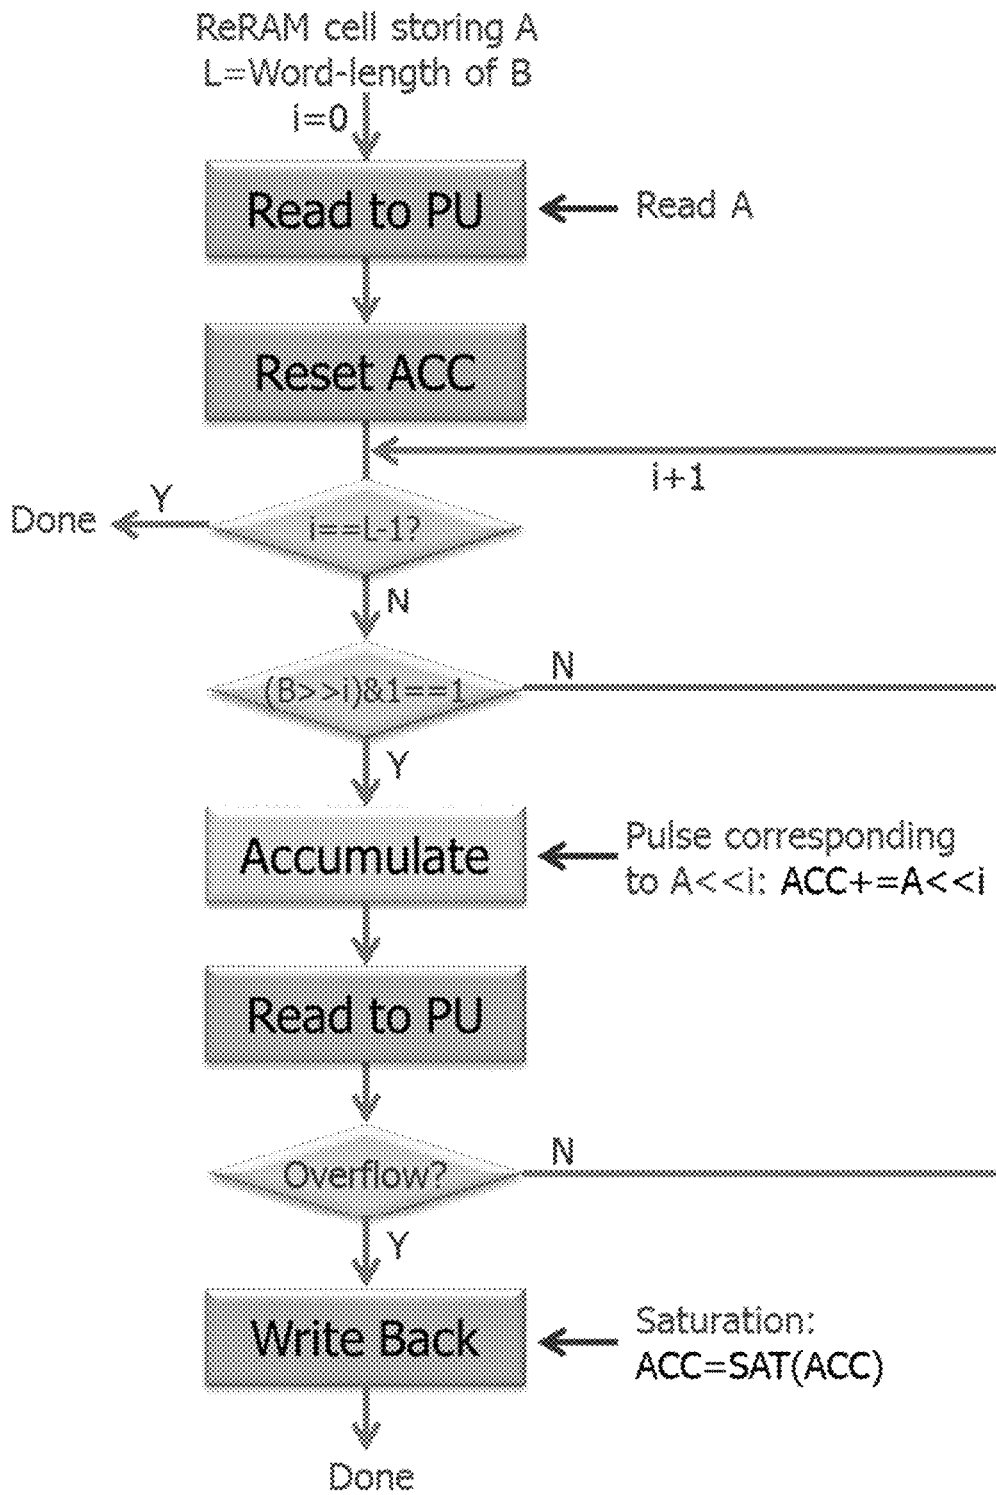 ReRAM cell storing A
L=Word-length of B
i=0
Read to PU
Read A
Reset ACC
i+1
Y
Done
i==L-1?
N
(B>>i)&1==1
N
Y
Accumulate
Pulse corresponding
to A<<i: ACC+=A<<i
Read to PU
Overflow?
N
Y
Write Back
Saturation:
ACC=SAT(ACC)
Done